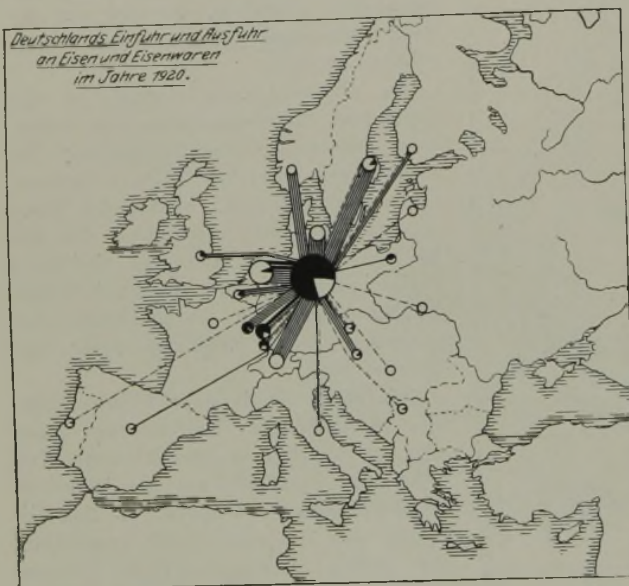 Deutschlands Einfuhr und Ausfuhr
an Eisen und Eisenwaren
im Jahre 1920.